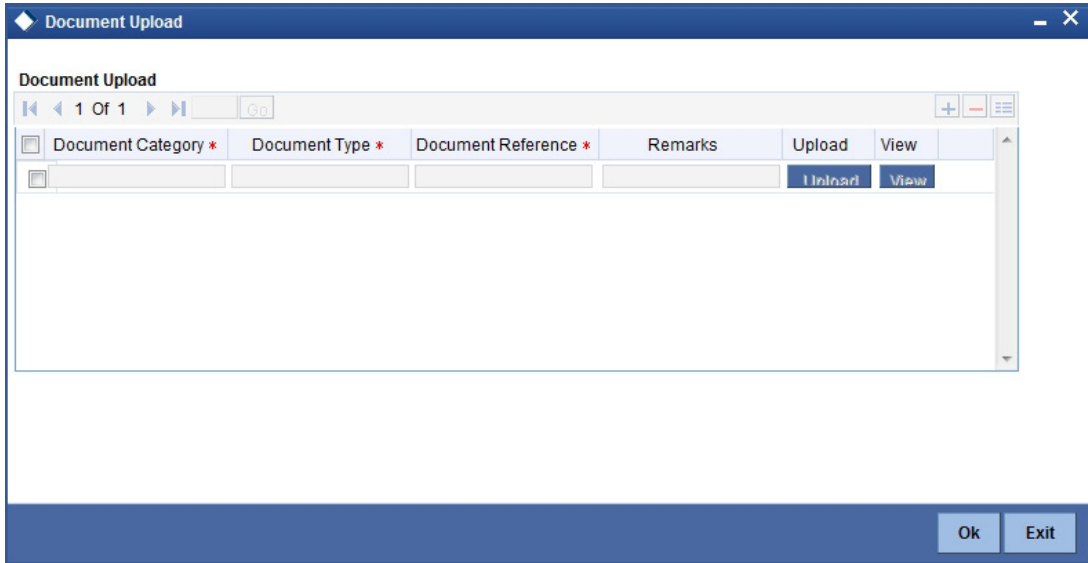 Document Upload
Document Upload
1 Of 1 Go
Document Category * Document Type * Document Reference * Remarks Upload View
Upload View
Ok Exit